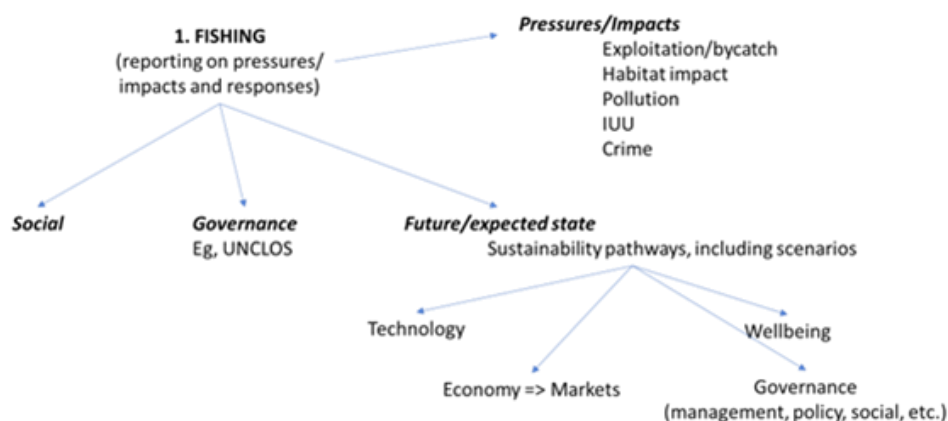 1. FISHING
(reporting on pressures/
impacts and responses)
Pressures/Impacts
Exploitation/bycatch
Habitat impact
Pollution
IUU
Crime
Social
Governance
Eg, UNCLOS
Future/expected state
Sustainability pathways, including scenarios
Technology
Wellbeing
Economy => Markets
Governance
(management, policy, social, etc.)